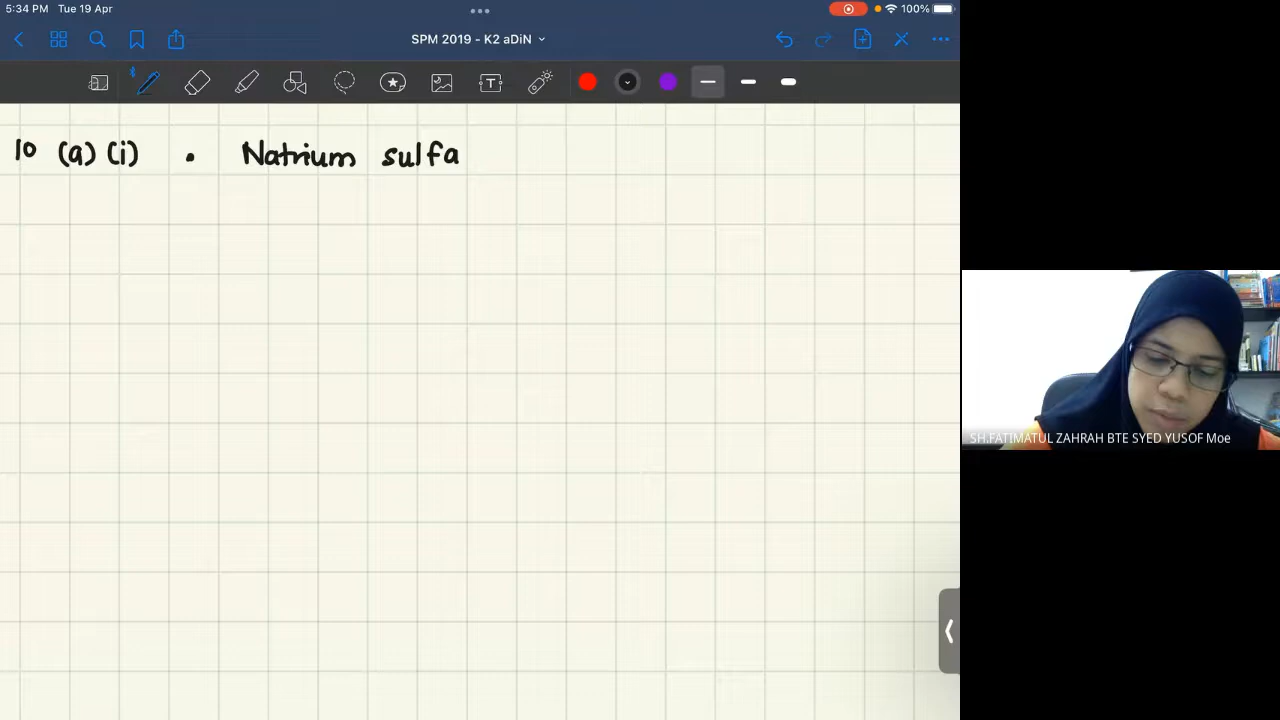 5:34 PM Tue 19 Apr
100%
SPM 2019 - K2 aDiN
T
10 (a) (i) • Natrium sulfa
SH.FATIMATUL ZAHRAH BTE SYED YUSOF Moe